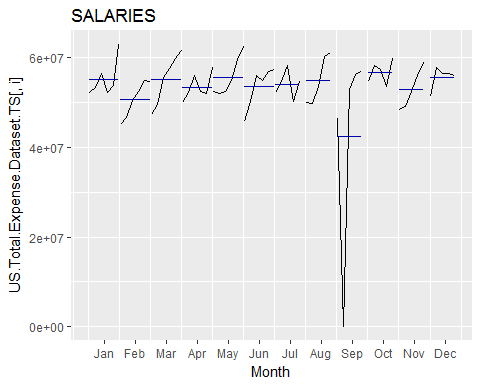 SALARIES
US.Total.Expense.Dataset.TS[, i]
6e+07
4e+07
2e+07
0e+00
Jan Feb Mar Apr May Jun Jul Aug Sep Oct Nov Dec
Month